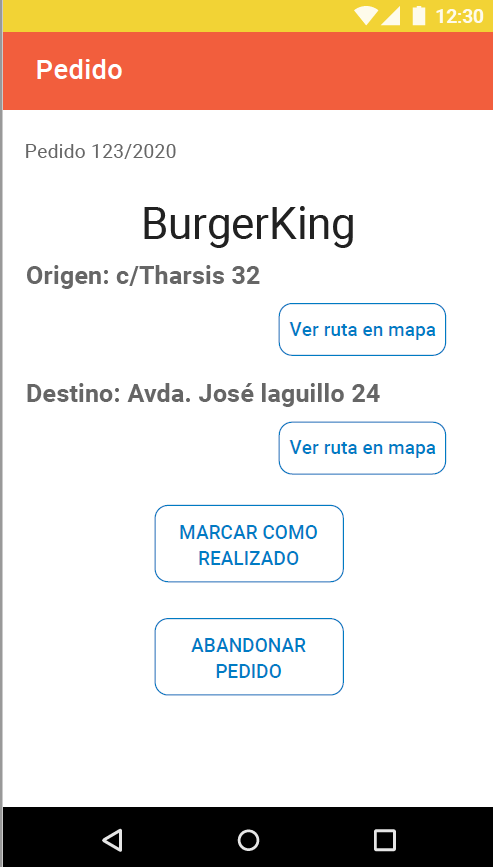 12:30
Pedido
Pedido 123/2020
BurgerKing
Origen: c/Tharsis 32
Ver ruta en mapa
Destino: Avda. José laguillo 24
Ver ruta en mapa
MARCAR COMO
REALIZADO
ABANDONAR
PEDIDO